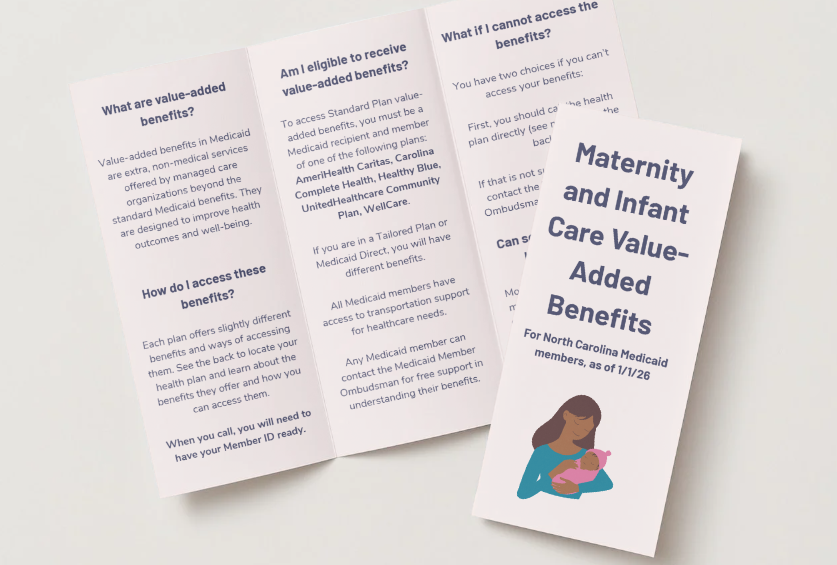 What are value-added
benefits?
Value-added benefits in Medicaid
are extra, non-medical services
offered by managed care
organizations beyond the
standard Medicaid benefits. They
are designed to improve health
outcomes and well-being.
How do I access these
benefits?
Each plan offers slightly different
benefits and ways of accessing
them. See the back to locate your
health plan and learn about the
benefits they offer and how you
can access them.
When you call, you will need to
have your Member ID ready.
Am I eligible to receive
value-added benefits?
To access Standard Plan value-
added benefits, you must be a
Medicaid recipient and member
of one of the following plans:
AmeriHealth Caritas, Carolina
Complete Health, Healthy Blue,
UnitedHealthcare Community
Plan, WellCare.
If you are in a Tailored Plan or
Medicaid Direct, you will have
different benefits.
All Medicaid members have
access to transportation support
for healthcare needs.
Any Medicaid member can
contact the Medicaid Member
Ombudsman for free support in
understanding their benefits.
What if I cannot access the
benefits?
You have two choices if you can't
access your benefits:
First, you should the health
plan directly (see the
If that is not
contact the
Ombudsman
Can
Maternity
and Infant
Care Value-
Added
Benefits
For North Carolina Medicaid
members, as of 1/1/26